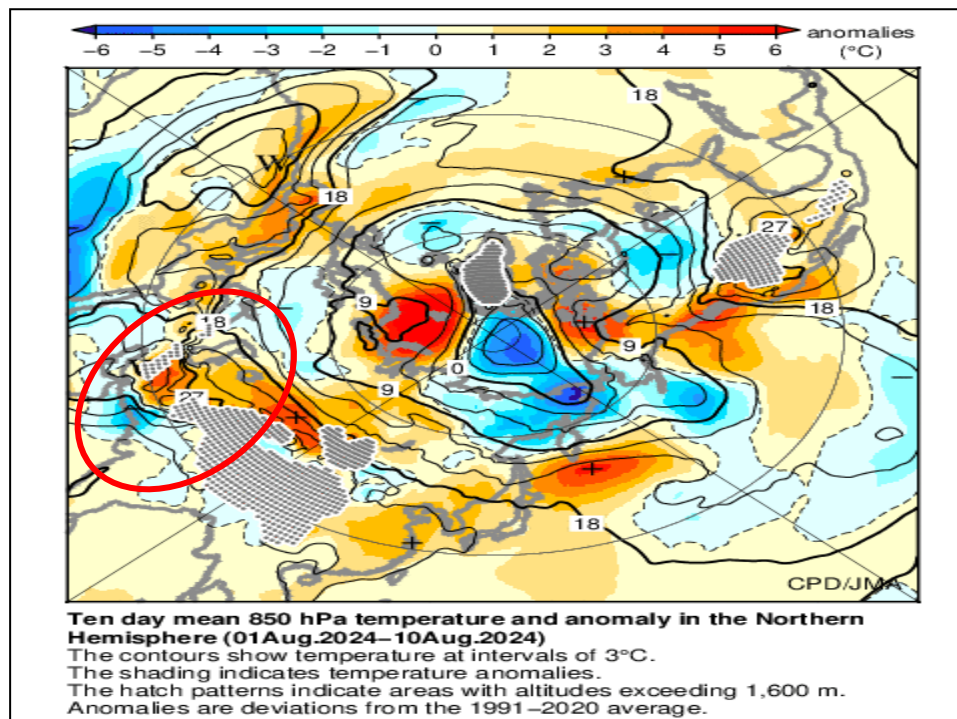 −6 −5 −4 −3 −2 −1 0 1 2 3 4 5 6 anomalies
(°C)
18
W
18
27
18
9
18
9
0
9
27
18
CPD/JMA
Ten day mean 850 hPa temperature and anomaly in the Northern
Hemisphere (01Aug.2024−10Aug.2024)
The contours show temperature at intervals of 3°C.
The shading indicates temperature anomalies.
The hatch patterns indicate areas with altitudes exceeding 1,600 m.
Anomalies are deviations from the 1991−2020 average.